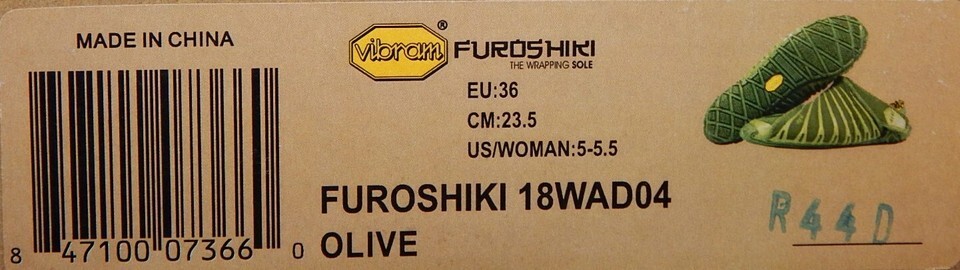 MADE IN CHINA
8 47100 07366 0
vibram® FUROSHIKI
THE WRAPPING SOLE
EU:36
CM:23.5
US/WOMAN:5-5.5
FUROSHIKI 18WAD04
OLIVE
R44D